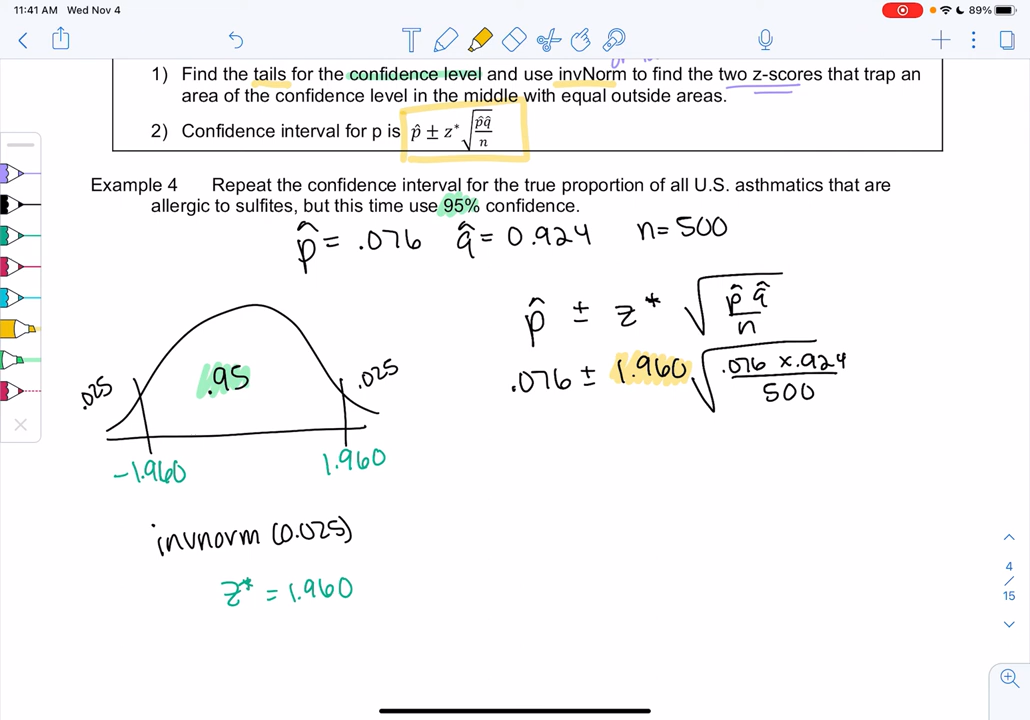 11:41 AM Wed Nov 4
89%
1) Find the tails for the confidence level and use invNorm to find the two z-scores that trap an
area of the confidence level in the middle with equal outside areas.
2) Confidence interval for p is p̂ ± z* √(p̂q̂/n)
Example 4 Repeat the confidence interval for the true proportion of all U.S. asthmatics that are
allergic to sulfites, but this time use 95% confidence.
p̂ = .076 q̂ = 0.924 n = 500
p̂ ± z* √(p̂ q̂/n)
.076 ± 1.960 √(.076 × .924/500)
.025 .95 .025
-1.960 1.960
invnorm (0.025)
z* = 1.960
4
/
15